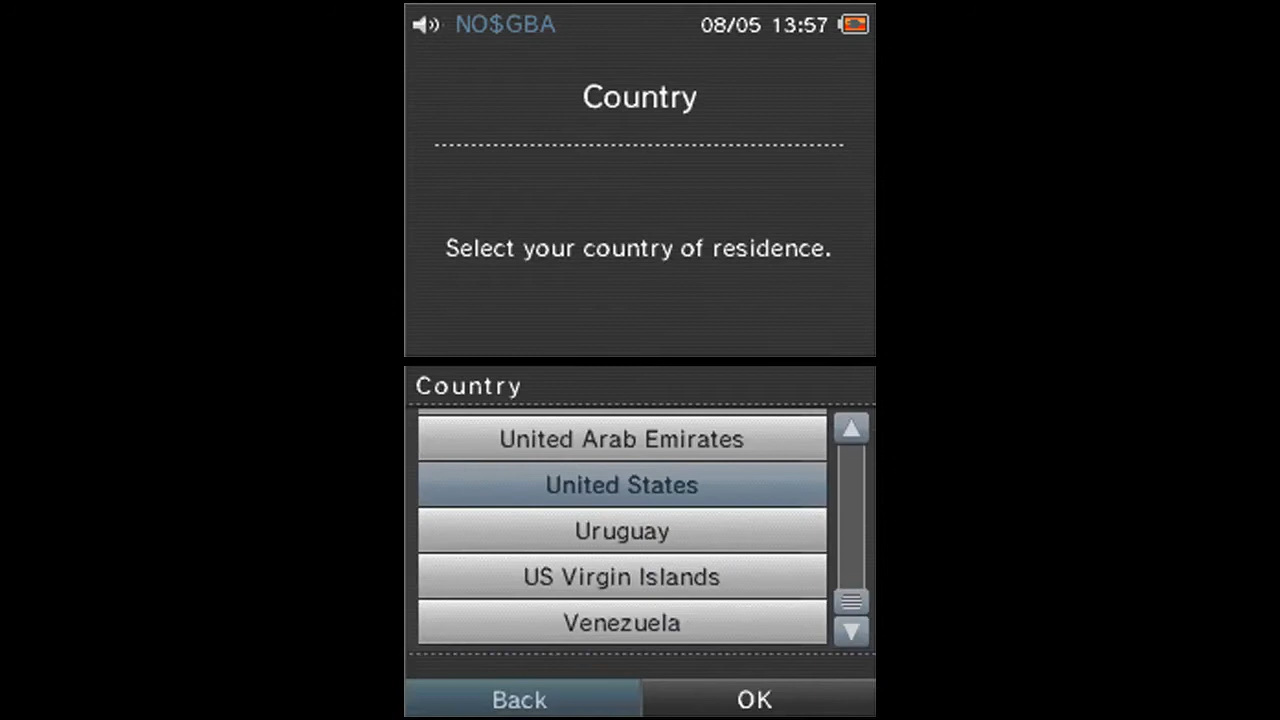 NO$GBA 08/05 13:57
Country
Select your country of residence.
Country
United Arab Emirates
United States
Uruguay
US Virgin Islands
Venezuela
Back OK